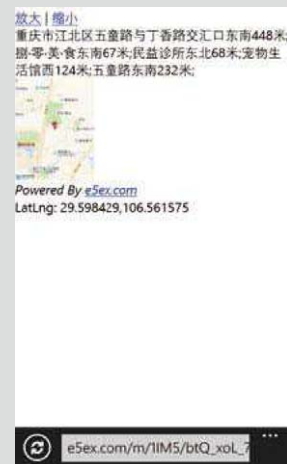 放大 | 缩小
重庆市江北区五童路与丁香路交汇口东南448米;
捌·零·美·食东南67米;民益诊所东北68米;宠物生
活馆西124米;五童路东南232米;
Powered By e5ex.com
LatLng: 29.598429,106.561575
e5ex.com/m/1IM5/btQ_xoL_?